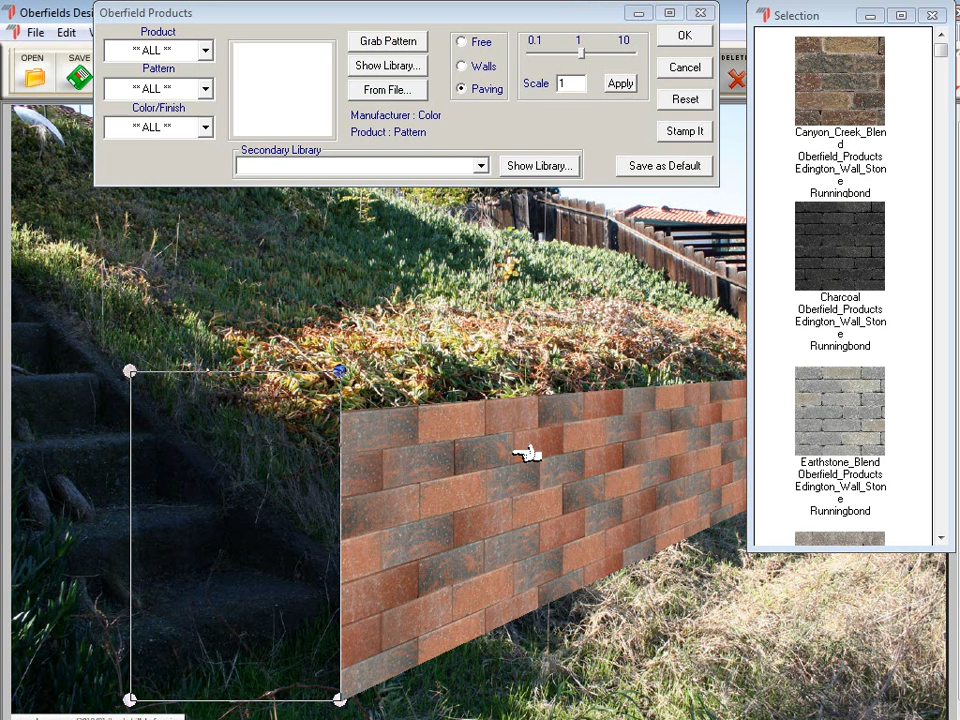 Oberfields Desi
File
Edit
OPEN
SAVE
Oberfield Products
Product
** ALL **
Pattern
** ALL **
Color/Finish
** ALL **
Grab Pattern
Show Library...
From File...
Manufacturer : Color
Product : Pattern
Free
Walls
Paving
0.1 1 10
Scale 1 Apply
OK
Cancel
Reset
Stamp It
Secondary Library
Show Library...
Save as Default
DELETE
Selection
Canyon_Creek_Blen
d
Oberfield_Products
Edington_Wall_Ston
e
Runningbond
Charcoal
Oberfield_Products
Edington_Wall_Ston
e
Runningbond
Earthstone_Blend
Oberfield_Products
Edington_Wall_Ston
e
Runningbond